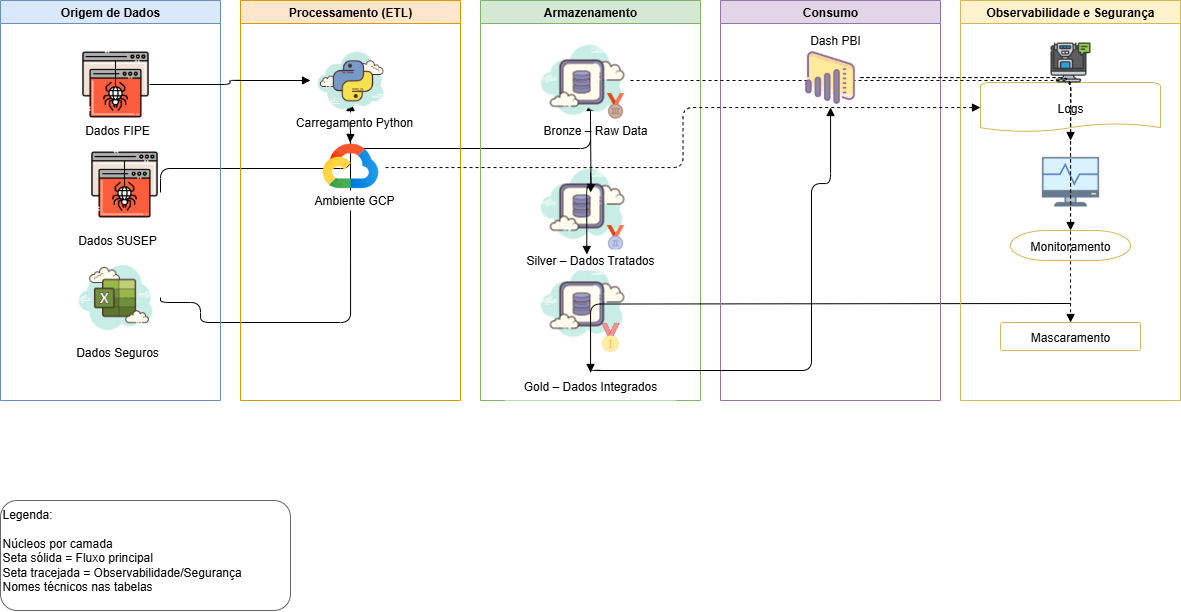 Origem de Dados
Processamento (ETL)
Armazenamento
Consumo
Observabilidade e Segurança
Dados FIPE
Dados SUSEP
X
Dados Seguros
Carregamento Python
Ambiente GCP
III
Bronze – Raw Data
II
Silver – Dados Tratados
I
Gold – Dados Integrados
Dash PBI
Logs
Monitoramento
Mascaramento
Legenda:
Núcleos por camada
Seta sólida = Fluxo principal
Seta tracejada = Observabilidade/Segurança
Nomes técnicos nas tabelas